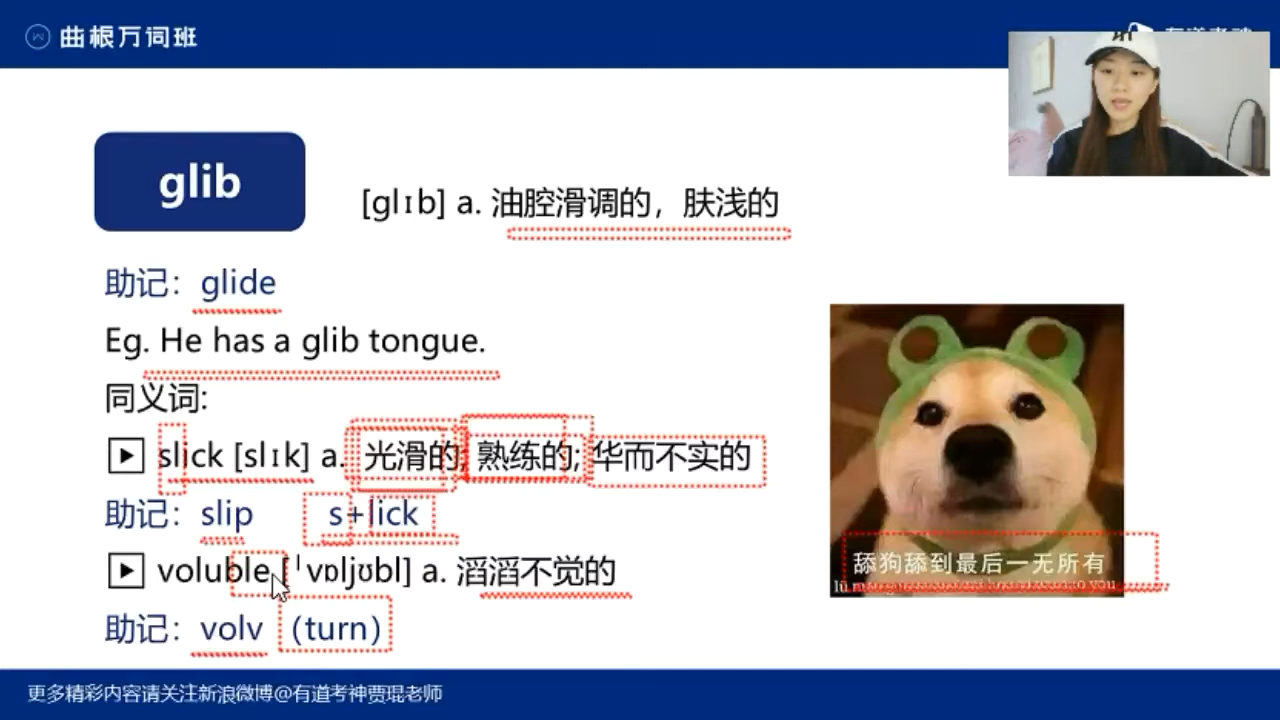 曲根万词班
glib
[glɪb] a. 油腔滑调的，肤浅的
助记：glide
Eg. He has a glib tongue.
同义词:
slick [slɪk] a. 光滑的; 熟练的; 华而不实的
助记：slip s+lick
voluble [ˈvɒljʊbl] a. 滔滔不觉的
助记：volv（turn）
舔狗舔到最后一无所有
更多精彩内容请关注新浪微博@有道考神贾琨老师